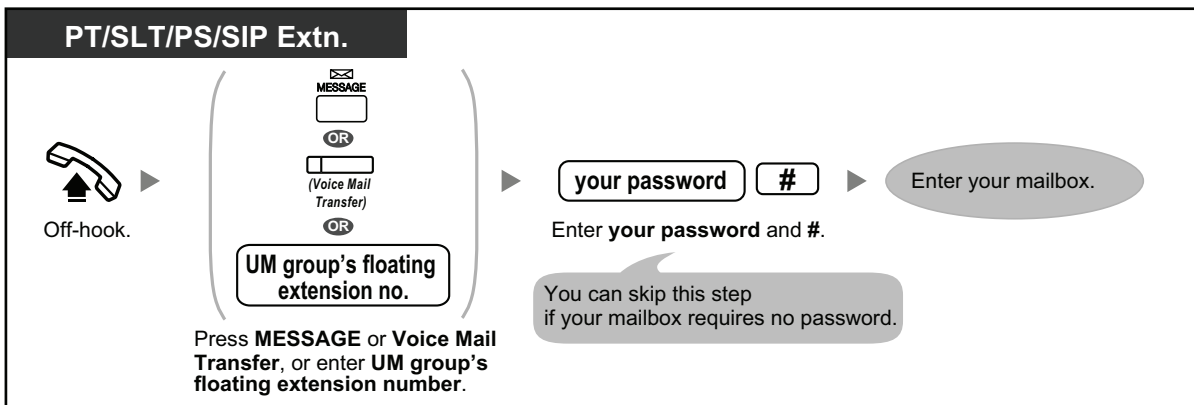 PT/SLT/PS/SIP Extn.
Off-hook.
MESSAGE
OR
(Voice Mail
Transfer)
OR
UM group's floating
extension no.
Press MESSAGE or Voice Mail
Transfer, or enter UM group's
floating extension number.
your password #
Enter your password and #.
You can skip this step
if your mailbox requires no password.
Enter your mailbox.